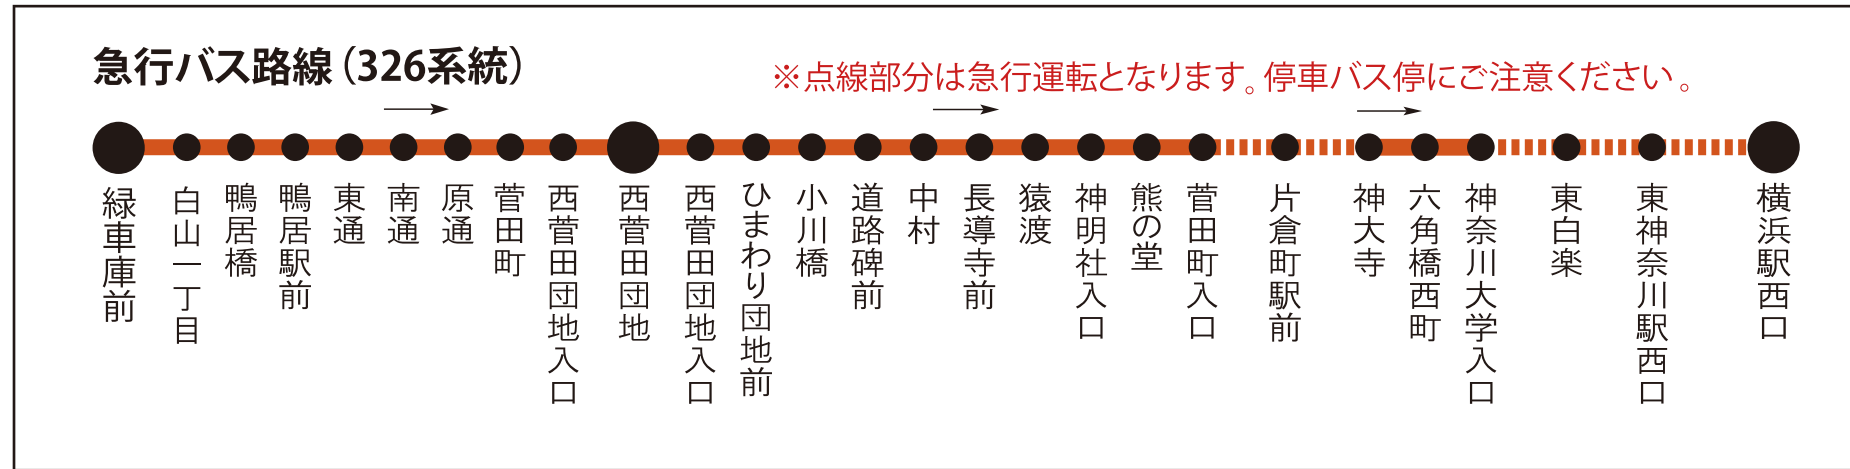 急行バス路線（326系統）
※点線部分は急行運転となります。停車バス停にご注意ください。
緑車庫前
白山一丁目
鴨居橋
鴨居駅前
東通
南通
原通
菅田町
西菅田団地入口
西菅田団地
西菅田団地入口
ひまわり団地前
小川橋
道路碑前
中村
長導寺前
猿渡
神明社入口
熊の堂
菅田町入口
片倉町駅前
神大寺
六角橋西町
神奈川大学入口
東白楽
東神奈川駅西口
横浜駅西口